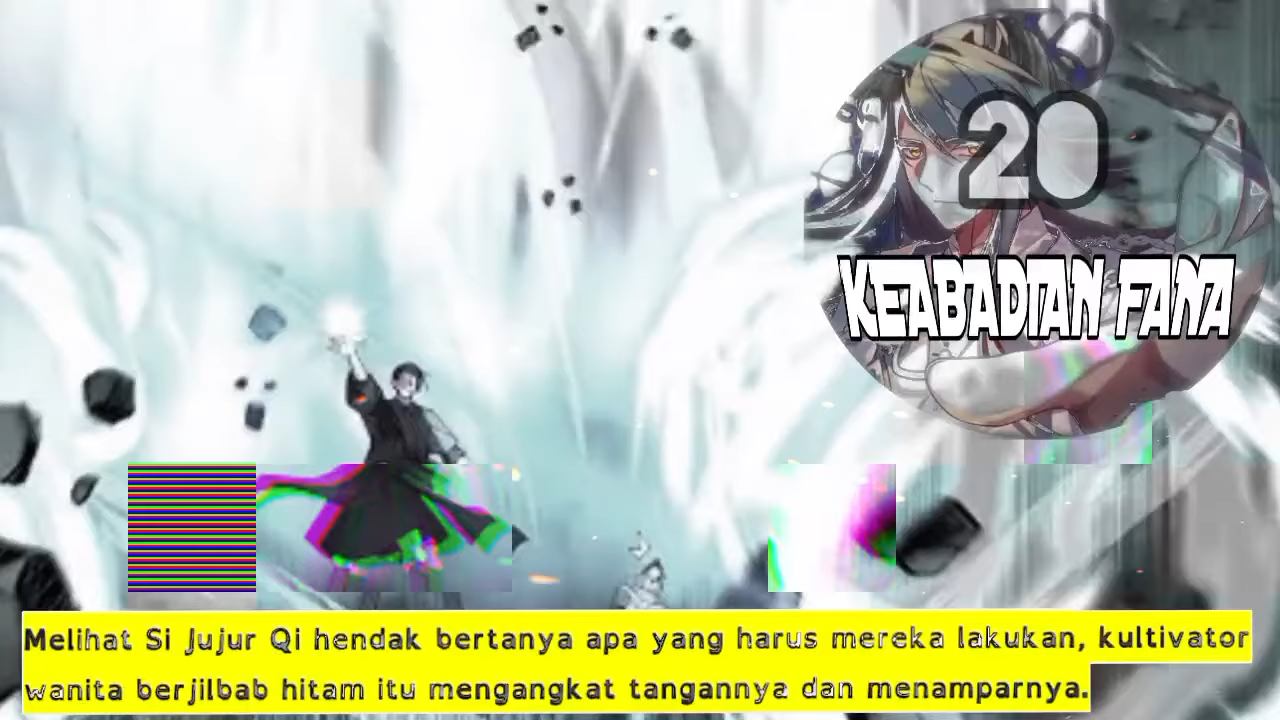 20
KEABADIAN FANA
Melihat Si Jujur Qi hendak bertanya apa yang harus mereka lakukan, kultivator
wanita berjilbab hitam itu mengangkat tangannya dan menamparnya.